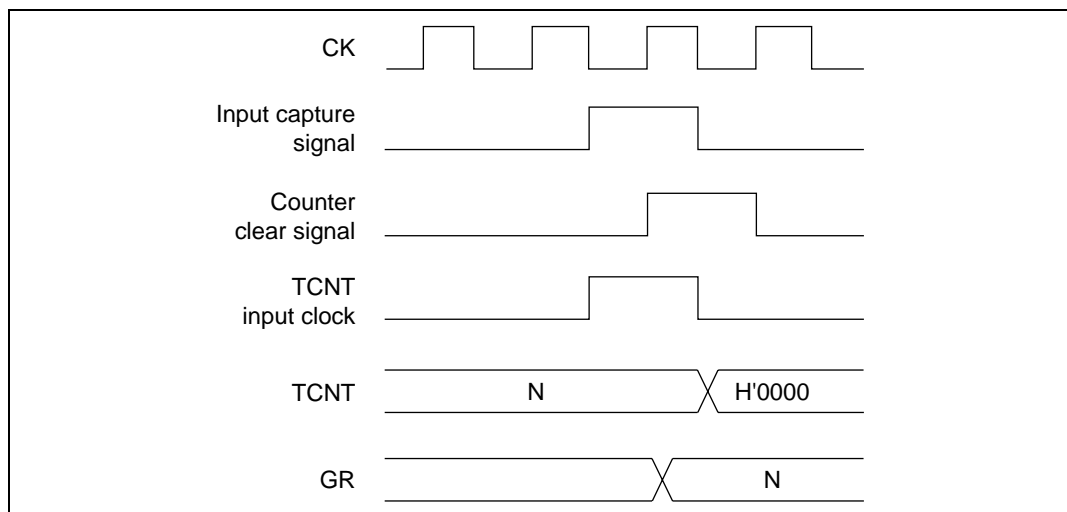 CK
Input capture
signal
Counter
clear signal
TCNT
input clock
TCNT
N
H'0000
GR
N